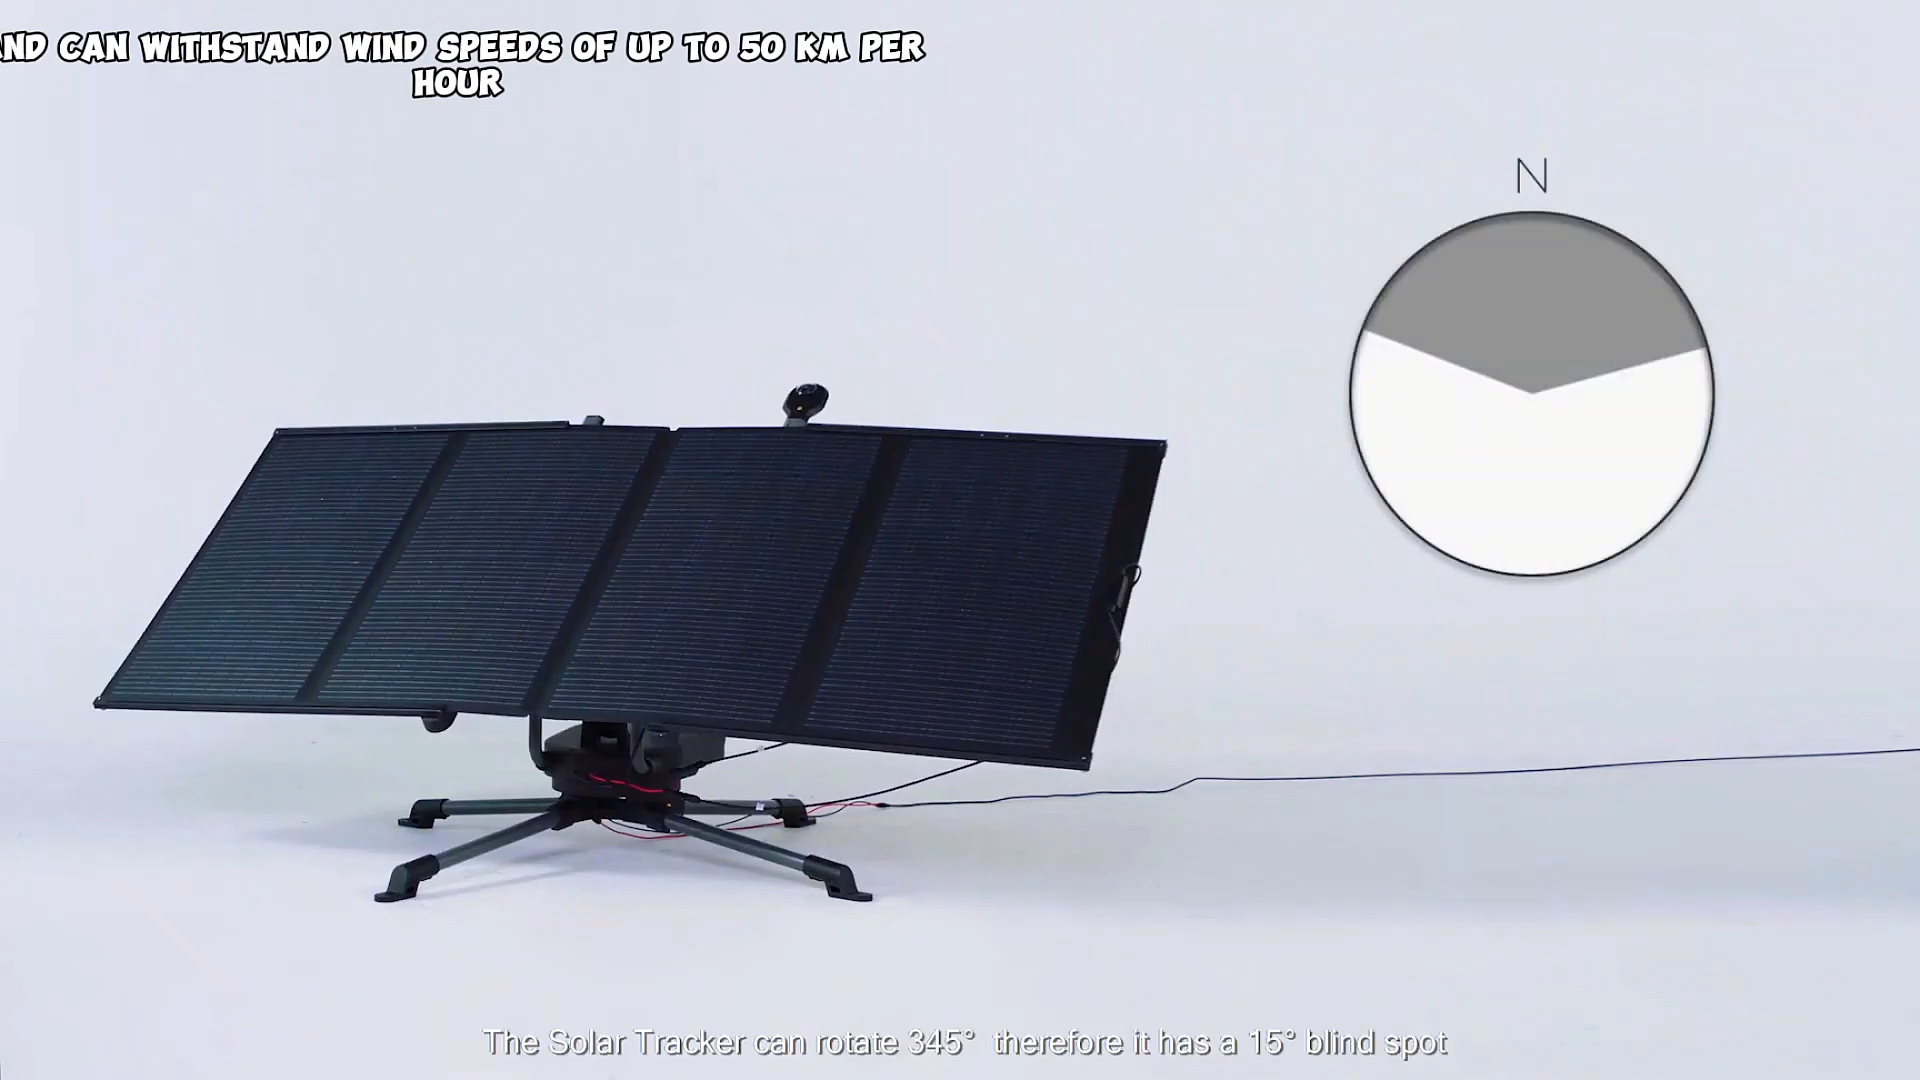 AND CAN WITHSTAND WIND SPEEDS OF UP TO 50 KM PER
HOUR
N
The Solar Tracker can rotate 345° therefore it has a 15° blind spot